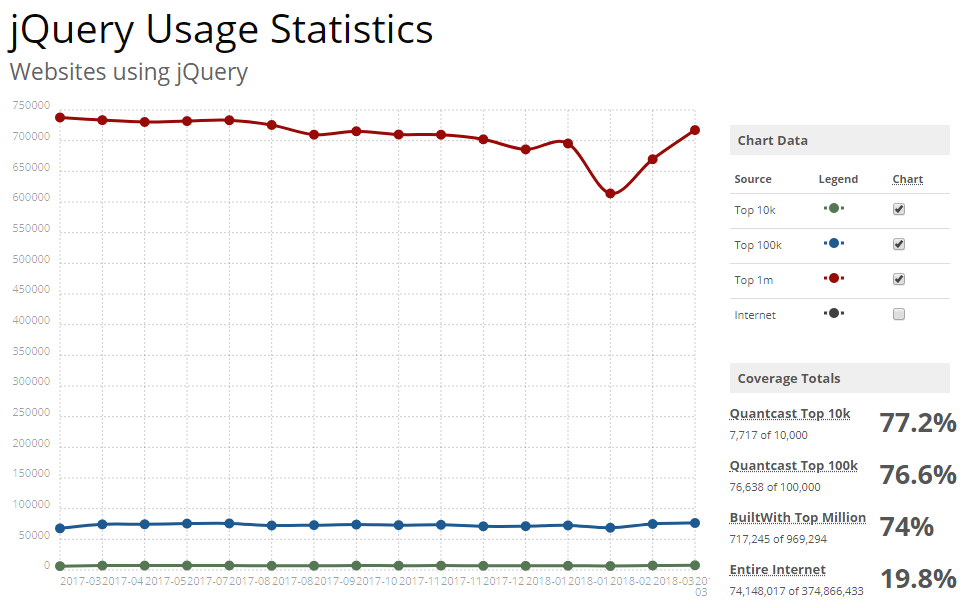 jQuery Usage Statistics
Websites using jQuery
750000
700000
650000
600000
550000
500000
450000
400000
350000
300000
250000
200000
150000
100000
50000
0
2017-03 2017-04 2017-05 2017-07 2017-08 2017-08 2017-09 2017-10 2017-11 2017-11 2017-12 2018-01 2018-01 2018-02 2018-03 20
03
Chart Data
Source Legend Chart
Top 10k
Top 100k
Top 1m
Internet
Coverage Totals
Quantcast Top 10k 77.2%
7,717 of 10,000
Quantcast Top 100k 76.6%
76,638 of 100,000
BuiltWith Top Million 74%
717,245 of 969,294
Entire Internet 19.8%
74,148,017 of 374,866,433